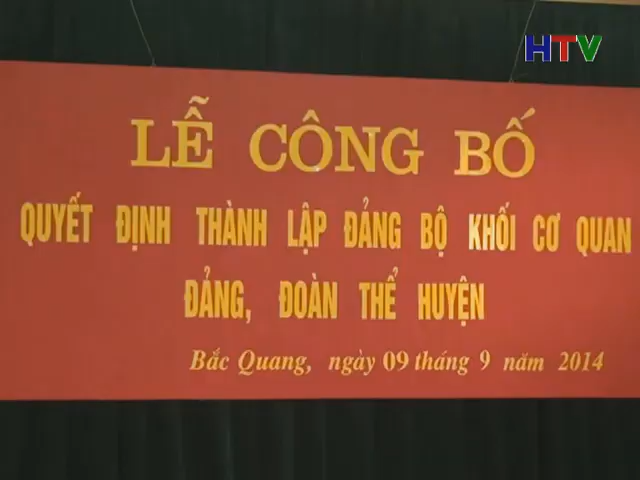 HTV
LỄ CÔNG BỐ
QUYẾT ĐỊNH THÀNH LẬP ĐẢNG BỘ KHỐI CƠ QUAN
ĐẢNG, ĐOÀN THỂ HUYỆN
Bắc Quang, ngày 09 tháng 9 năm 2014